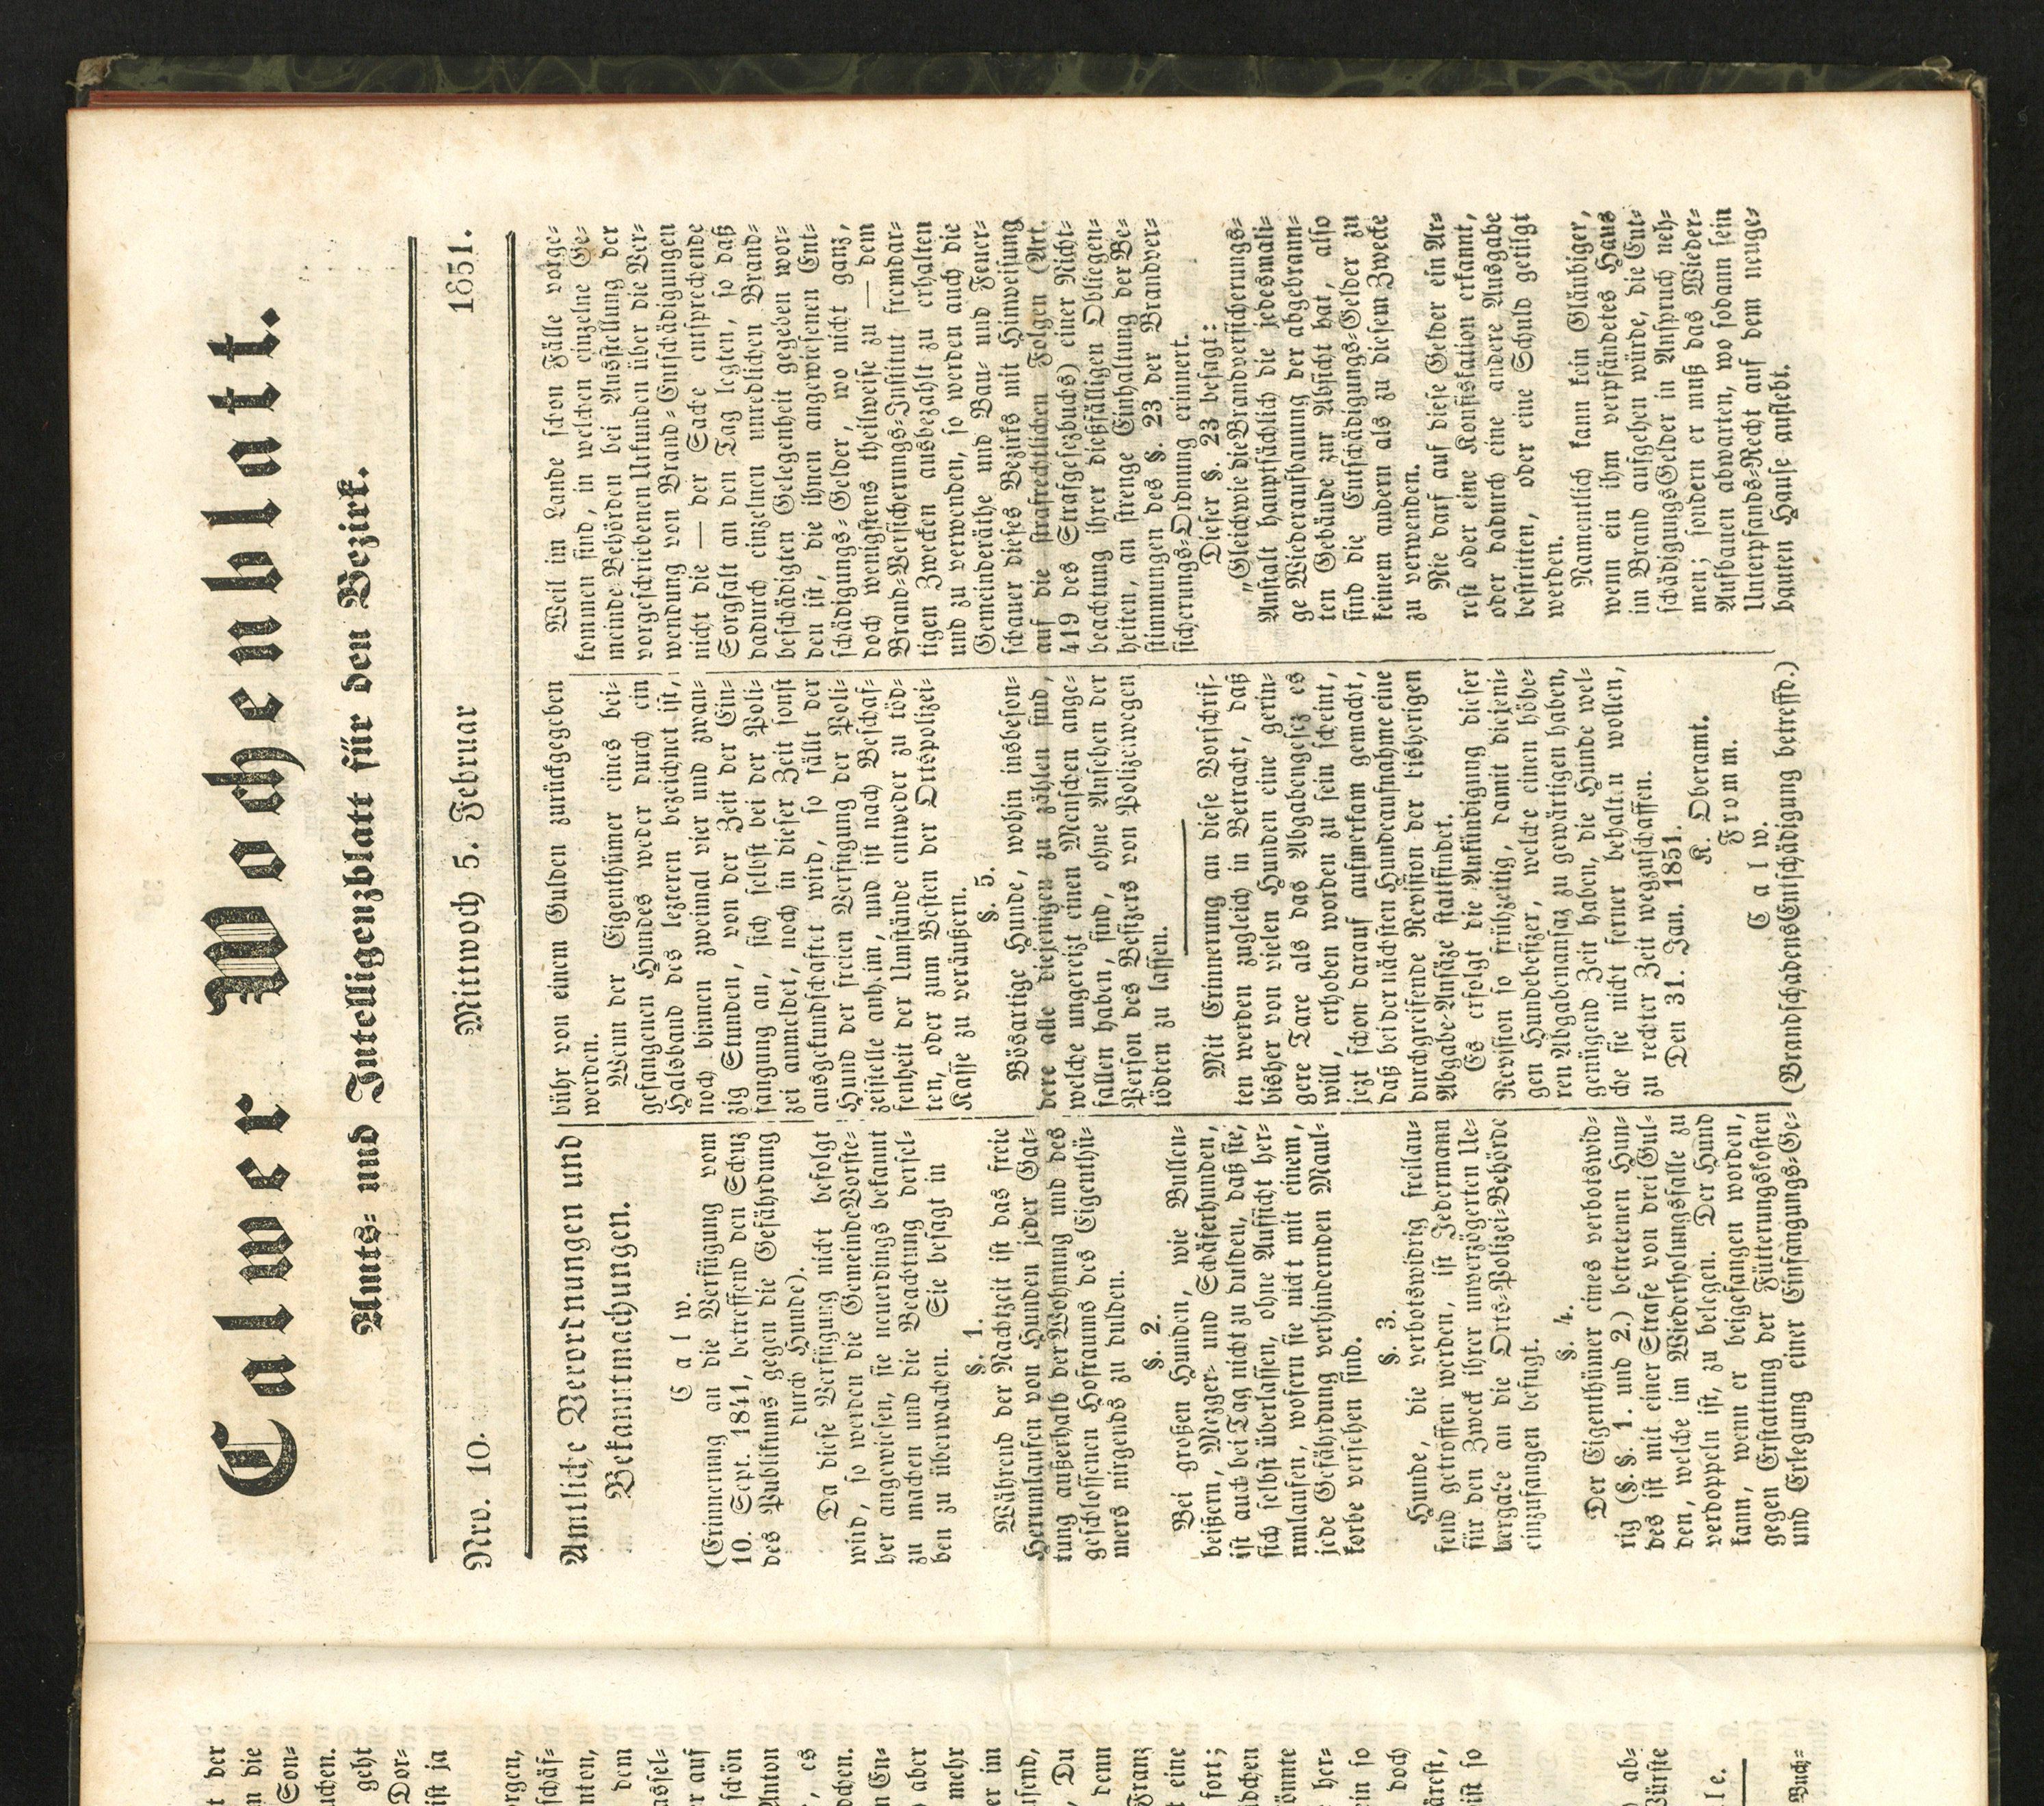 Calwer Wochenblatt.
Amts- und Intelligenzblatt für den Bezirk.
Nro. 10. Mittwoch 5. Februar 1851.
Amtliche Verordnungen und
Bekanntmachungen.
Calw.
(Erinnerung an die Verfügung vom
10. Sept. 1841, betreffend den Schuz
des Publikums gegen die Gefährdung
durch Hunde).
Da diese Verfügung nicht befolgt
wird, so werden die GemeindeVorste-
her angewiesen, sie neuerdings bekannt
zu machen und die Beachtung dersel-
ben zu überwachen. Sie besagt in
§. 1.
Während der Nachtzeit ist das freie
Herumlaufen von Hunden jeder Gat-
tung außerhalb der Wohnung und des
geschlossenen Hofraums des Eigenthü-
mers nirgends zu dulden.
§. 2.
Bei großen Hunden, wie Bullen-
beißern, Mezger- und Schäferhunden,
ist auch bei Tag nicht zu dulden, daß sie,
sich selbst überlassen, ohne Aufsicht her-
umlaufen, wofern sie nicht mit einem,
jede Gefährdung verhindernden Maul-
korbe versehen sind.
§. 3.
Hunde, die verbotswidrig freilau-
fend getroffen werden, ist Jedermann
für den Zweck ihrer unverzögerten Ue-
bergabe an die Orts-Polizei-Behörde
einzufangen befugt.
§. 4.
Der Eigenthümer eines verbotswid-
rig (§.§. 1. und 2.) betretenen Hun-
des ist mit einer Strafe von drei Gul-
den, welche im Wiederholungsfalle zu
verdoppeln ist, zu belegen. Der Hund
kann, wenn er beigefangen worden,
gegen Erstattung der Fütterungskosten
und Erlegung einer Einfangungs-Ge-
bühr von einem Gulden zurückgegeben
werden.
Wenn der Eigenthümer eines bei-
gefangenen Hundes weder durch ein
Halsband des lezteren bezeichnet ist,
noch binnen zweimal vier und zwan-
zig Stunden, von der Zeit der Ein-
fangung an, sich selbst bei der Poli-
zei anmeldet, noch in dieser Zeit sonst
ausgekundschaftet wird, so fällt der
Hund der freien Verfügung der Poli-
zeistelle anheim, und ist nach Beschaf-
fenheit der Umstände entweder zu töd-
ten, oder zum Besten der Ortspolizei-
Kasse zu veräußern.
§. 5.
Bösartige Hunde, wohin insbeson-
dere alle diejenigen zu zählen sind,
welche ungereizt einen Menschen ange-
fallen haben, sind, ohne Ansehen der
Person des Besizers von Polizeiwegen
tödten zu lassen.
Mit Erinnerung an diese Vorschrif-
ten werden zugleich in Betracht, daß
bisher von vielen Hunden eine gerin-
gere Taxe als das Abgabengesez es
will, erhoben worden zu sein scheint,
jezt schon darauf aufmerksam gemacht,
daß bei der nächsten Hundeaufnahme eine
durchgreifende Revision der bisherigen
Abgabe-Ansäze stattfindet.
Es erfolgt die Ankündigung dieser
Revision so frühzeitig, damit diejeni-
gen Hundebesizer, welche einen höhe-
ren Abgabenansaz zu gewärtigen haben,
genügend Zeit haben, die Hunde wel-
che sie nicht ferner behalten wollen,
zu rechter Zeit wegzuschaffen.
Den 31. Jan. 1851.
K. Oberamt.
Fromm.
Calw.
(BrandschadensEntschädigung betreffd.)
Weil im Lande schon Fälle vorge-
kommen sind, in welchen einzelne Ge-
meinde-Behörden bei Ausstellung der
vorgeschriebenen Urkunden über die Ver-
wendung von Brand-Entschädigungen
nicht die — der Sache entsprechende
Sorgfalt an den Tag legten, so daß
dadurch einzelnen unredlichen Brand-
beschädigten Gelegenheit gegeben wor-
den ist, die ihnen angewiesenen Ent-
schädigungs-Gelder, wo nicht ganz,
doch wenigstens theilweise zu — dem
Brand-Versicherungs-Institut fremdar-
tigen Zwecken ausbezahlt zu erhalten
und zu verwenden, so werden auch die
Gemeinderäthe und Bau- und Feuer-
schauer dieses Bezirks mit Hinweisung
auf die strafrechtlichen Folgen (Art.
419 des Strafgesezbuchs) einer Nicht-
beachtung ihrer dießfälligen Obliegen-
heiten, an strenge Einhaltung der Be-
stimmungen des §. 23 der Brandver-
sicherungs-Ordnung erinnert.
Dieser §. 23 besagt:
„Gleichwie die Brandversicherungs-
Anstalt hauptsächlich die jedesmali-
ge Wiederaufbauung der abgebrann-
ten Gebäude zur Absicht hat, also
sind die Entschädigungs-Gelder zu
keinem andern als zu diesem Zwecke
zu verwenden.
Nie darf auf diese Gelder ein Ar-
rest oder eine Konfiskation erkannt,
oder dadurch eine andere Ausgabe
bestritten, oder eine Schuld getilgt
werden.
Namentlich kann kein Gläubiger,
wenn ein ihm verpfändetes Haus
im Brand aufgehen würde, die Ent-
schädigungsGelder in Anspruch neh-
men; sondern er muß das Wieder-
Aufbauen abwarten, wo sodann sein
Unterpfands-Recht auf dem neuge-
bauten Hause auflebt.